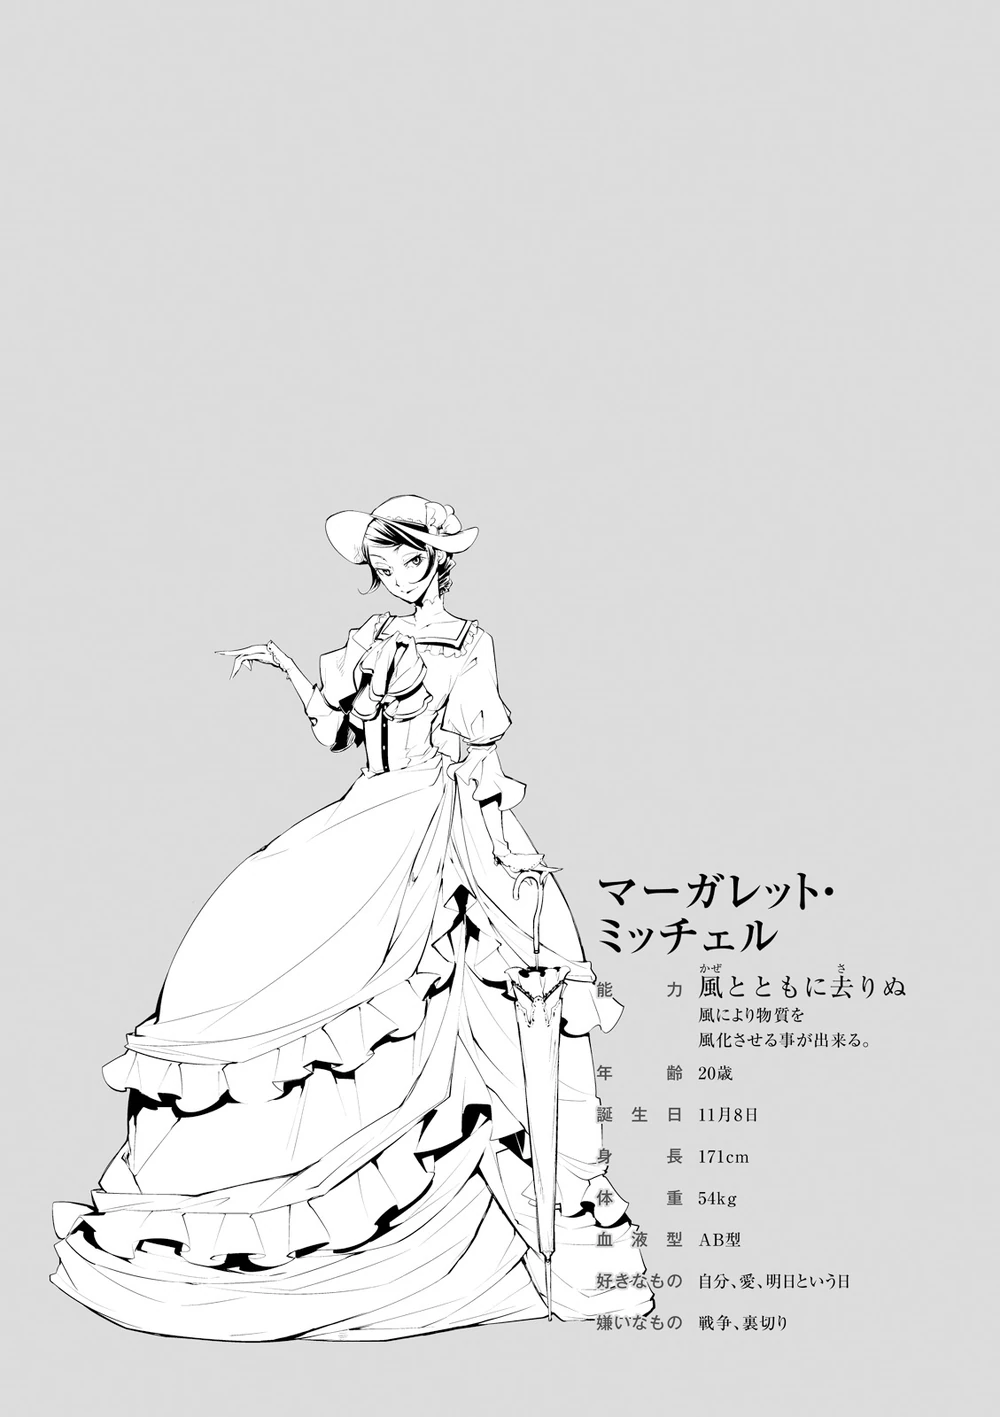 マーガレット・
ミッチェル
能力 風とともに去りぬ
風により物質を
風化させる事が出来る。
年齢 20歳
誕生日 11月8日
身長 171cm
体重 54kg
血液型 AB型
好きなもの 自分、愛、明日という日
嫌いなもの 戦争、裏切り